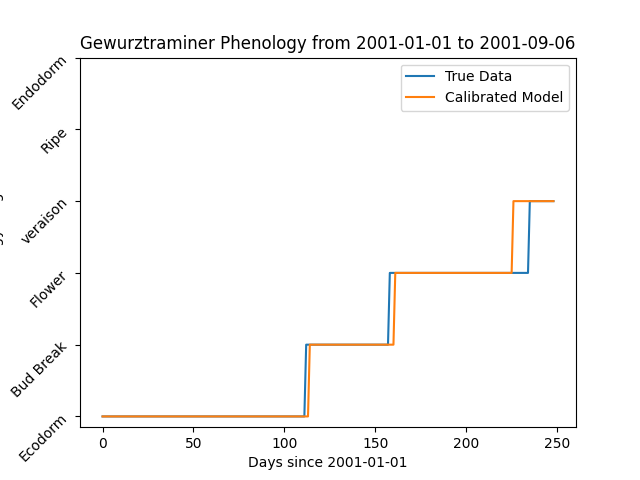 Gewurztraminer Phenology from 2001-01-01 to 2001-09-06
True Data
Calibrated Model
Endodorm
Ripe
veraison
Flower
Bud Break
Ecodorm
0 50 100 150 200 250
Days since 2001-01-01